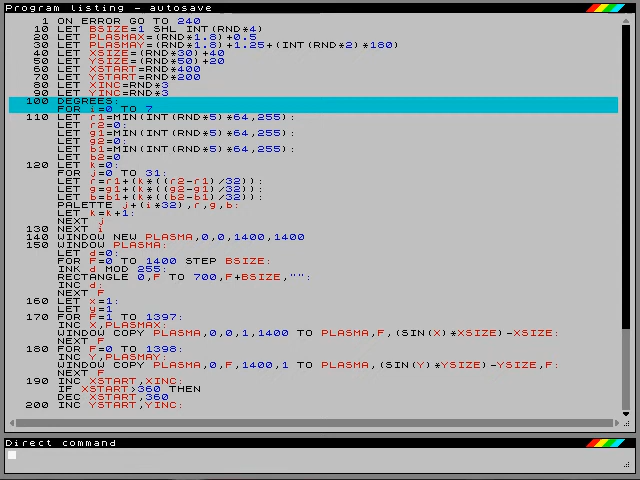 Program listing - autosave
1 ON ERROR GO TO 240
10 LET BSIZE=1 SHL INT(RND*4)
20 LET PLASMAX=(RND*1.8)+0.5
30 LET PLASMAY=(RND*1.8)+1.25+(INT(RND*2)*180)
40 LET XSIZE=(RND*30)+40
50 LET YSIZE=(RND*50)+20
60 LET XSTART=RND*400
70 LET YSTART=RND*200
80 LET XINC=RND*3
90 LET YINC=RND*3
100 DEGREES:
FOR i=0 TO 7
110 LET r1=MIN(INT(RND*5)*64,255):
LET r2=0:
LET g1=MIN(INT(RND*5)*64,255):
LET g2=0:
LET b1=MIN(INT(RND*5)*64,255):
LET b2=0
120 LET k=0:
FOR j=0 TO 31:
LET r=r1+(k*((r2-r1)/32)):
LET g=g1+(k*((g2-g1)/32)):
LET b=b1+(k*((b2-b1)/32)):
PALETTE j+(i*32),r,g,b:
LET k=k+1:
NEXT j
130 NEXT i
140 WINDOW NEW PLASMA,0,0,1400,1400
150 WINDOW PLASMA:
LET d=0:
FOR F=0 TO 1400 STEP BSIZE:
INK d MOD 255:
RECTANGLE 0,F TO 700,F+BSIZE,"":
INC d:
NEXT F
160 LET x=1:
LET y=1
170 FOR F=1 TO 1397:
INC X,PLASMAX:
WINDOW COPY PLASMA,0,0,1,1400 TO PLASMA,F,(SIN(X)*XSIZE)-XSIZE:
NEXT F
180 FOR F=0 TO 1398:
INC Y,PLASMAY:
WINDOW COPY PLASMA,0,F,1400,1 TO PLASMA,(SIN(Y)*YSIZE)-YSIZE,F:
NEXT F
190 INC XSTART,XINC:
IF XSTART>360 THEN
DEC XSTART,360
200 INC YSTART,YINC:
Direct command